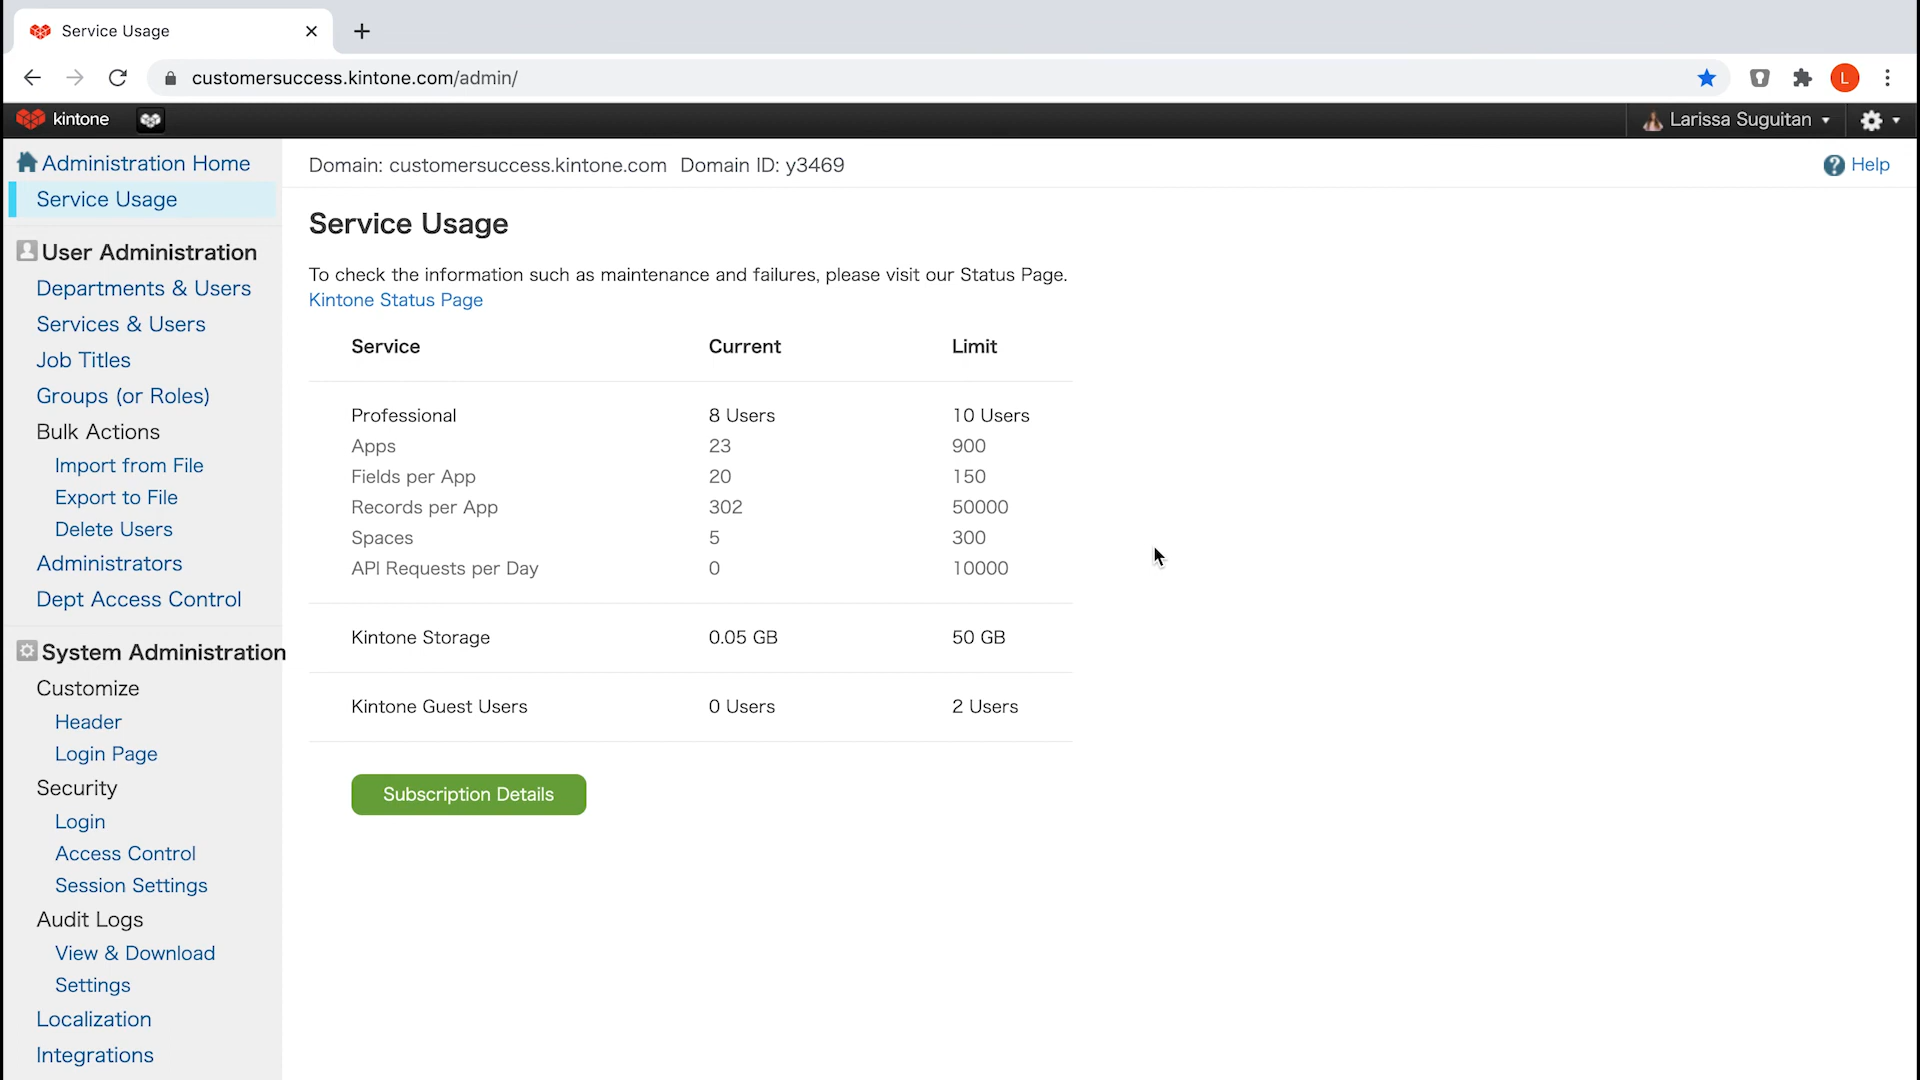 Service Usage
customersuccess.kintone.com/admin/
L
kintone
Larissa Suguitan
Administration Home
Service Usage
User Administration
Departments & Users
Services & Users
Job Titles
Groups (or Roles)
Bulk Actions
Import from File
Export to File
Delete Users
Administrators
Dept Access Control
System Administration
Customize
Header
Login Page
Security
Login
Access Control
Session Settings
Audit Logs
View & Download
Settings
Localization
Integrations
Domain: customersuccess.kintone.com Domain ID: y3469
? Help
Service Usage
To check the information such as maintenance and failures, please visit our Status Page.
Kintone Status Page
Service Current Limit
Professional 8 Users 10 Users
Apps 23 900
Fields per App 20 150
Records per App 302 50000
Spaces 5 300
API Requests per Day 0 10000
Kintone Storage 0.05 GB 50 GB
Kintone Guest Users 0 Users 2 Users
Subscription Details